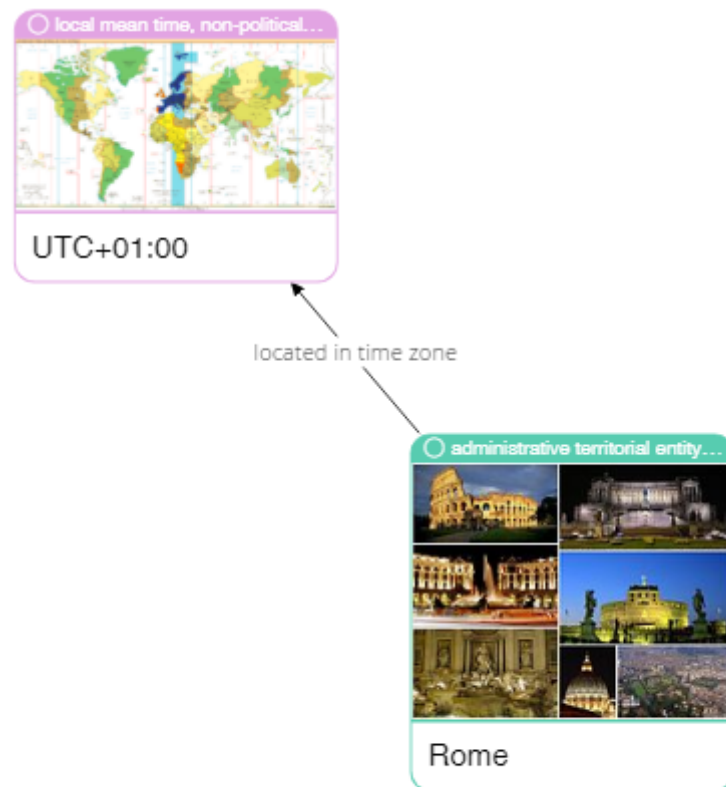 local mean time, non-political...
UTC+01:00
located in time zone
administrative territorial entity...
Rome